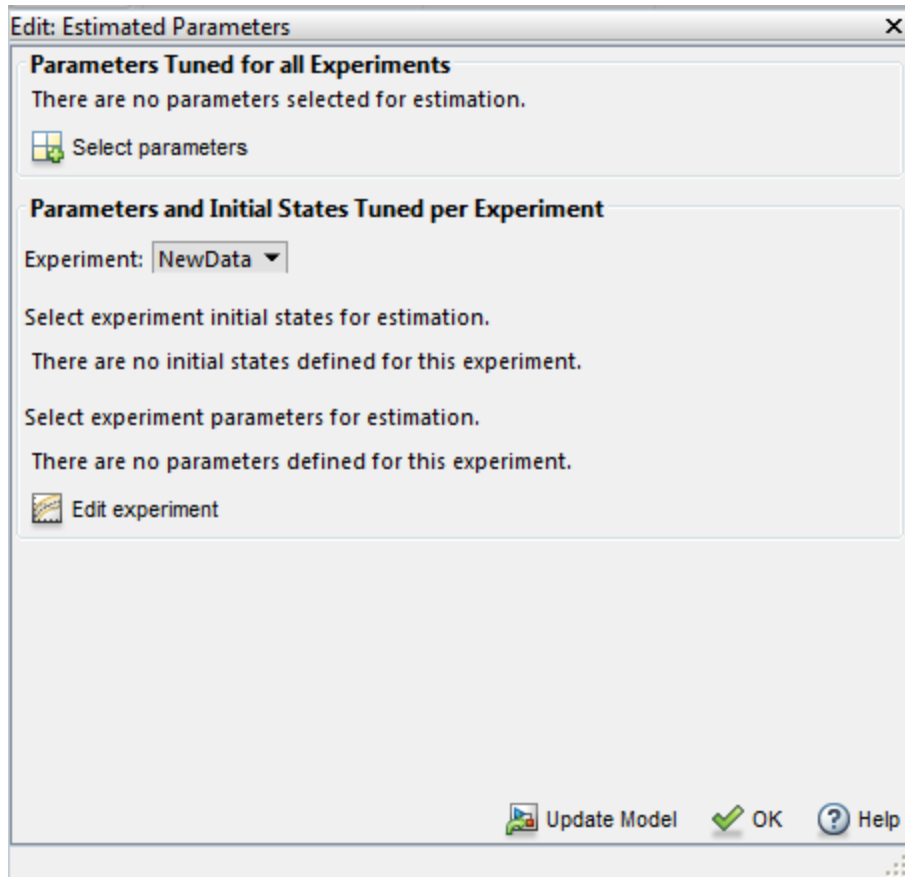 Edit: Estimated Parameters
Parameters Tuned for all Experiments
There are no parameters selected for estimation.
Select parameters
Parameters and Initial States Tuned per Experiment
Experiment: NewData
Select experiment initial states for estimation.
There are no initial states defined for this experiment.
Select experiment parameters for estimation.
There are no parameters defined for this experiment.
Edit experiment
Update Model OK Help